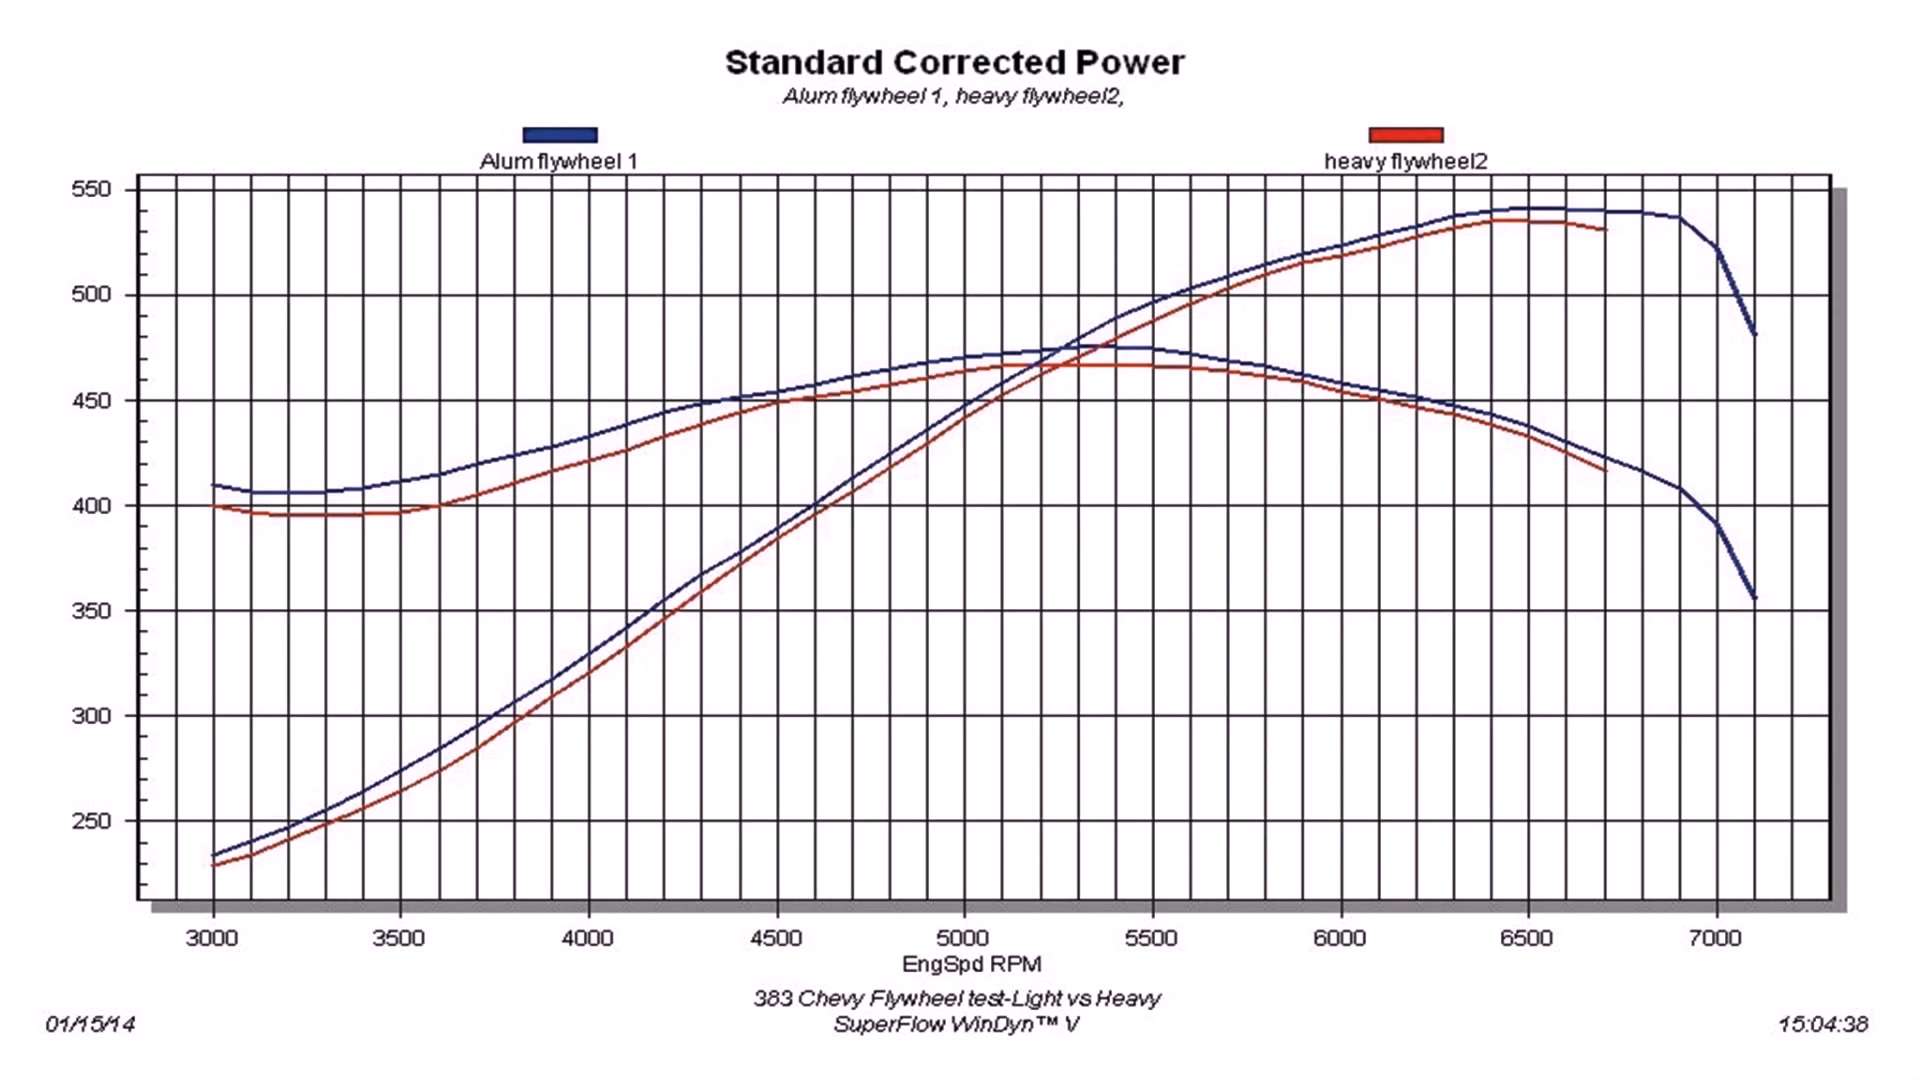 Standard Corrected Power
Alum flywheel 1, heavy flywheel2,
Alum flywheel 1
heavy flywheel2
550
500
450
400
350
300
250
3000 3500 4000 4500 5000 5500 6000 6500 7000
EngSpd RPM
383 Chevy Flywheel test-Light vs Heavy
01/15/14 SuperFlow WinDyn™ V 15:04:38